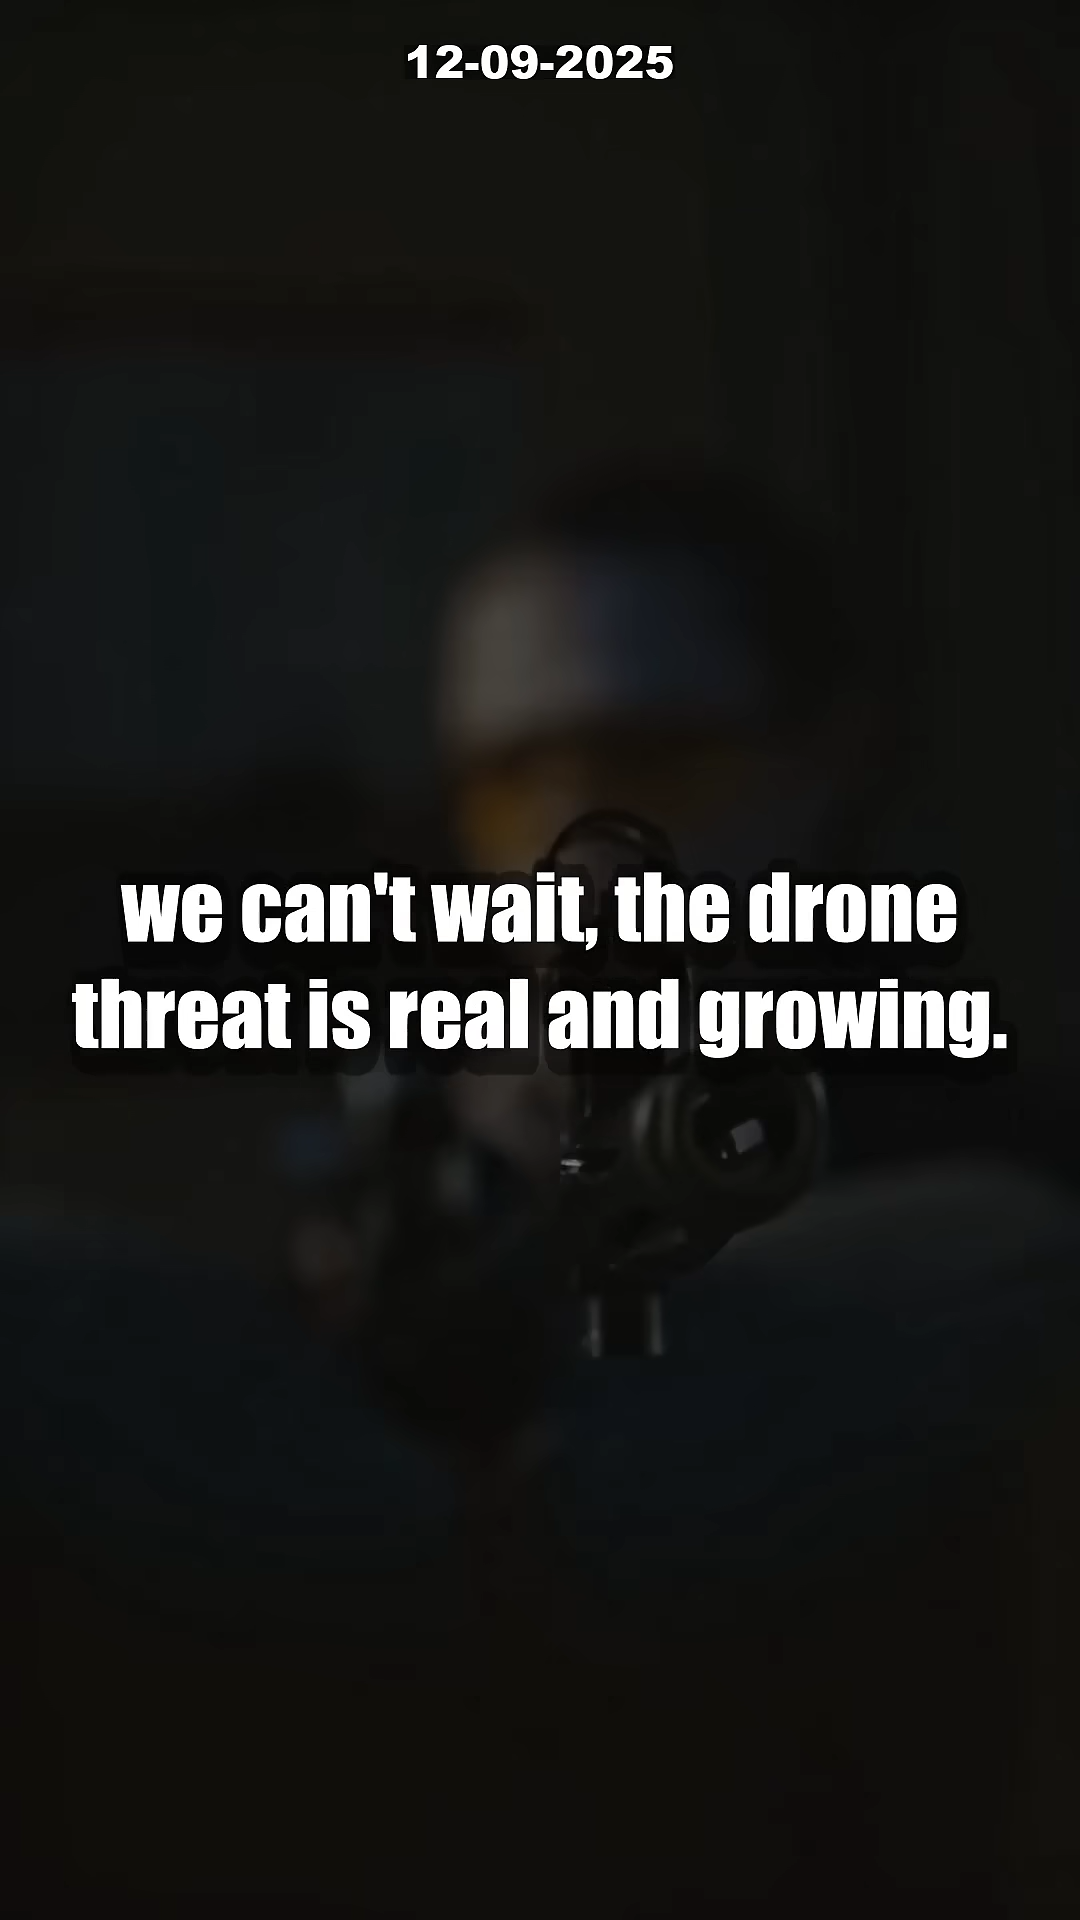 12-09-2025
we can't wait, the drone
threat is real and growing.